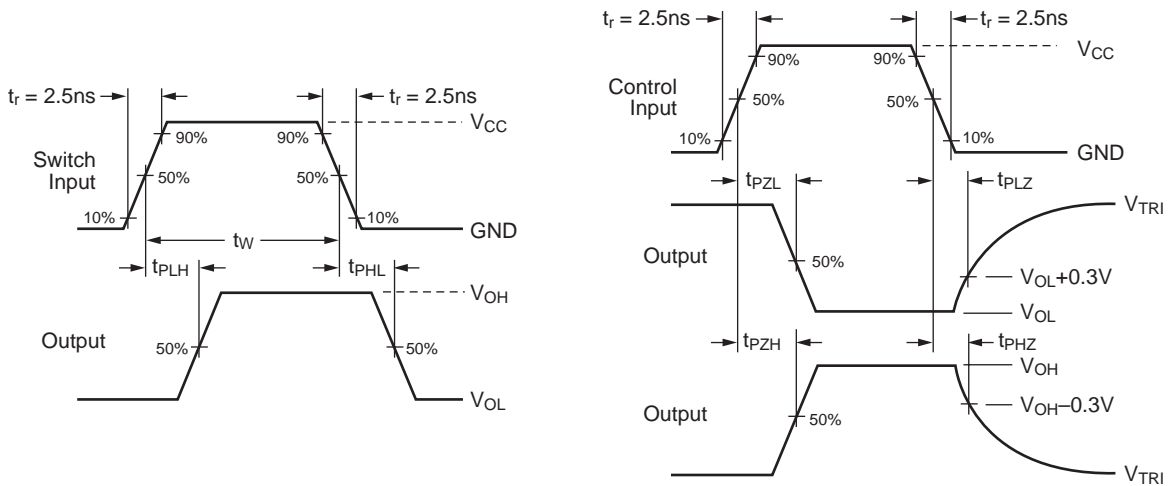 tr = 2.5ns
tr = 2.5ns
VCC
90%
90%
Switch
Input
50%
50%
10%
10%
GND
tW
tPLH
tPHL
VOH
Output
50%
50%
VOL
tr = 2.5ns
tr = 2.5ns
VCC
90%
90%
Control
Input
50%
50%
10%
10%
GND
tPZL
tPLZ
VTRI
Output
50%
VOL+0.3V
VOL
tPZH
tPHZ
VOH
VOH–0.3V
Output
50%
VTRI